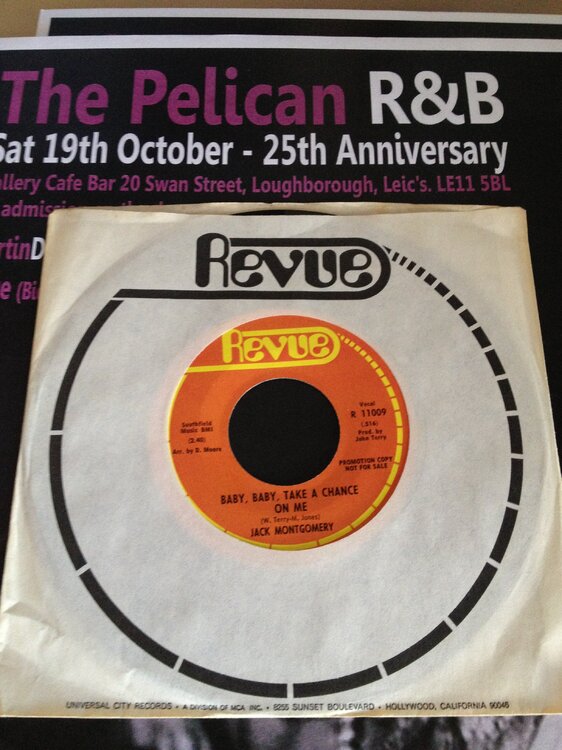 The Pelican R&B
Sat 19th October - 25th Anniversary
Cafe Bar 20 Swan Street, Loughborough, Leic's. LE11 5BL
Revue
Revue
Southfield
Music BMI
(2.40)
Arr. by D. Moore
Vocal
R 11009
(.516)
Prod. by
John Terry
PROMOTION COPY
NOT FOR SALE
BABY, BABY, TAKE A CHANCE
ON ME
(W. Terry-M. Jones)
JACK MONTGOMERY
UNIVERSAL CITY RECORDS • A DIVISION OF MCA INC. • 8255 SUNSET BOULEVARD • HOLLYWOOD, CALIFORNIA 90046